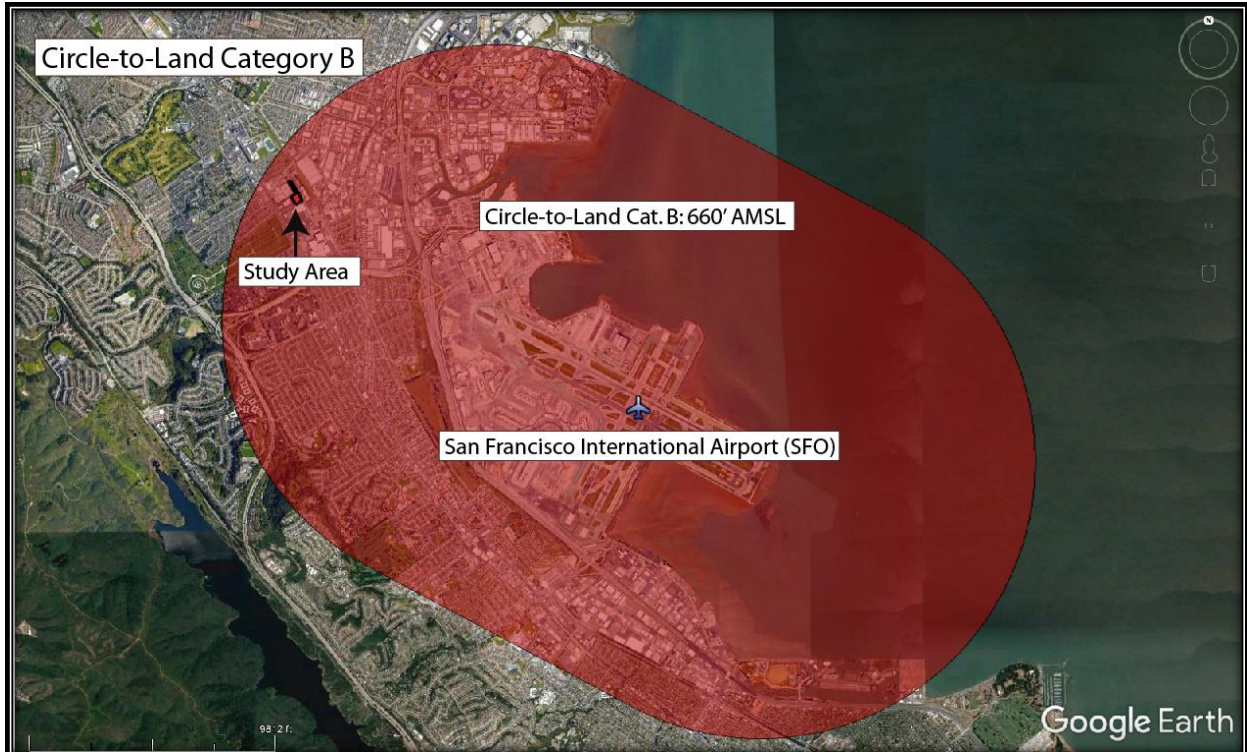 Circle-to-Land Category B
N
Circle-to-Land Cat. B: 660' AMSL
Study Area
San Francisco International Airport (SFO)
Google Earth